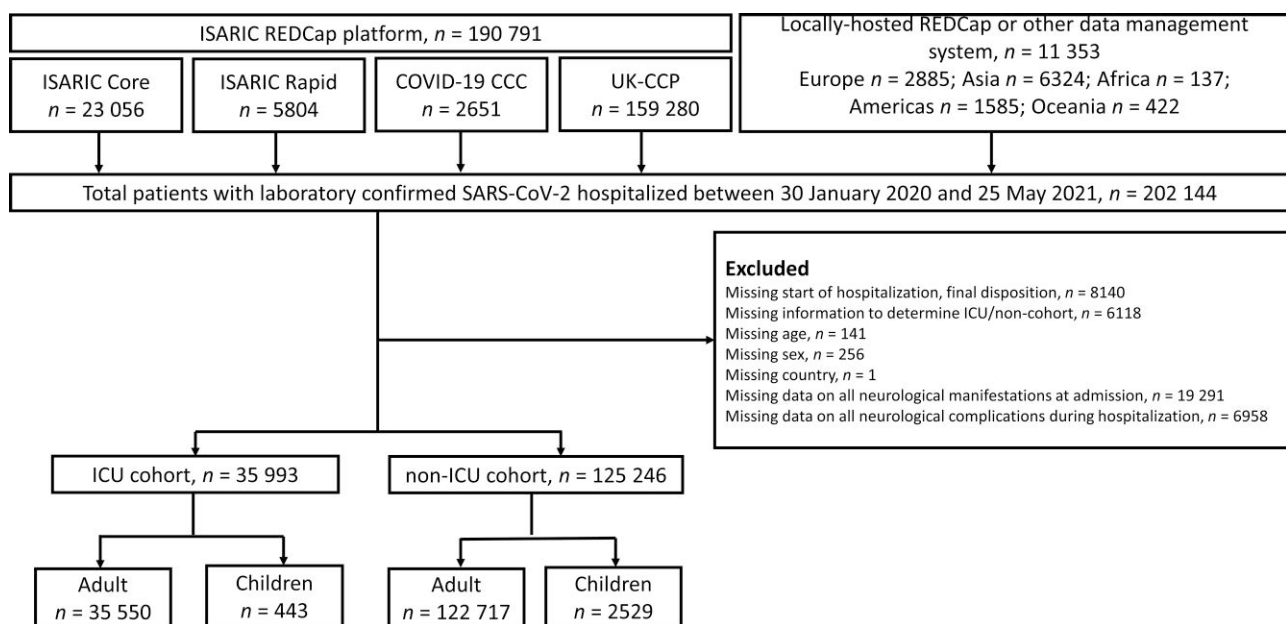 ISARIC REDCap platform, n = 190 791
Locally-hosted REDCap or other data management
system, n = 11 353
Europe n = 2885; Asia n = 6324; Africa n = 137;
Americas n = 1585; Oceania n = 422
ISARIC Core
n = 23 056
ISARIC Rapid
n = 5804
COVID-19 CCC
n = 2651
UK-CCP
n = 159 280
Total patients with laboratory confirmed SARS-CoV-2 hospitalized between 30 January 2020 and 25 May 2021, n = 202 144
Excluded
Missing start of hospitalization, final disposition, n = 8140
Missing information to determine ICU/non-cohort, n = 6118
Missing age, n = 141
Missing sex, n = 256
Missing country, n = 1
Missing data on all neurological manifestations at admission, n = 19 291
Missing data on all neurological complications during hospitalization, n = 6958
ICU cohort, n = 35 993
non-ICU cohort, n = 125 246
Adult
n = 35 550
Children
n = 443
Adult
n = 122 717
Children
n = 2529